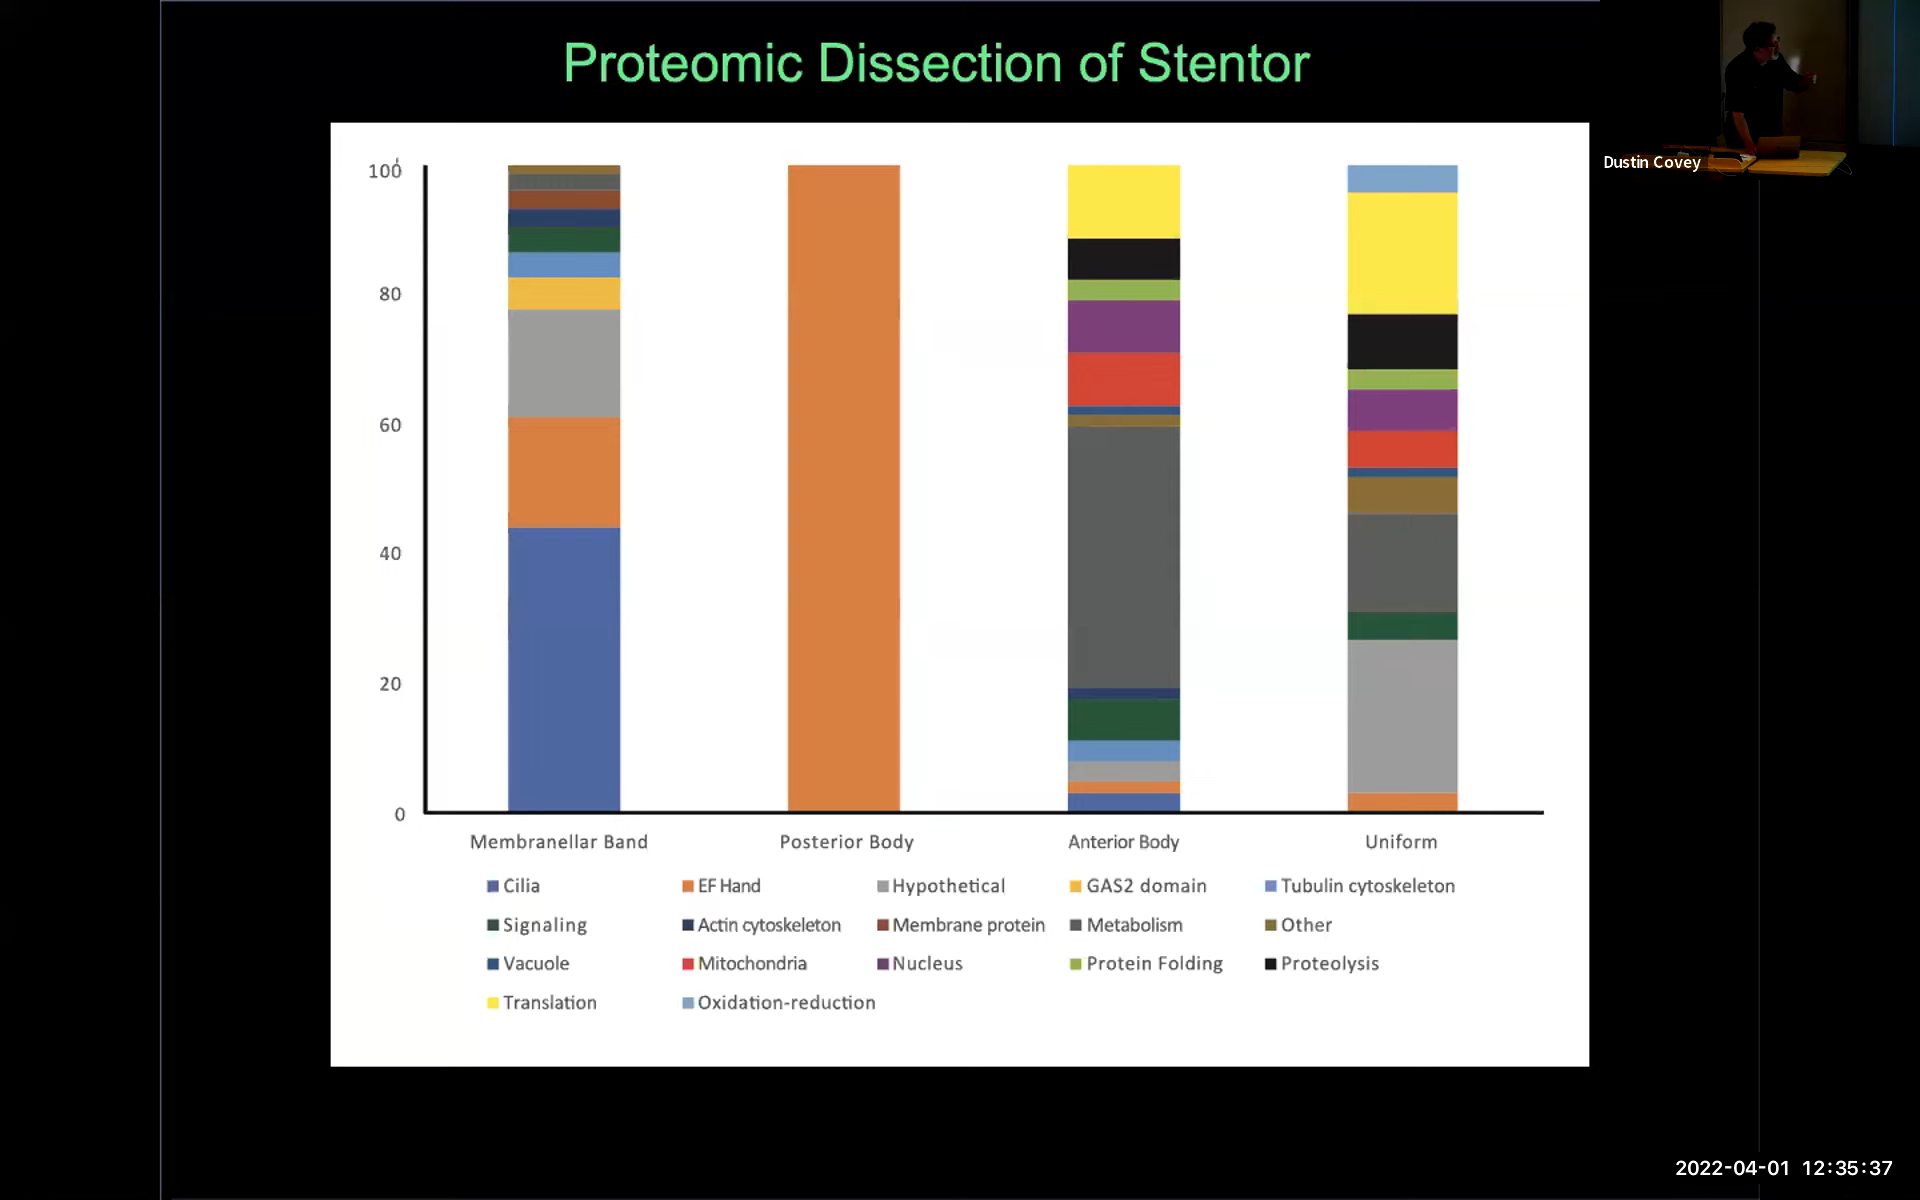 Proteomic Dissection of Stentor
Dustin Covey
100
80
60
40
20
0
Membranellar Band Posterior Body Anterior Body Uniform
Cilia EF Hand Hypothetical GAS2 domain Tubulin cytoskeleton
Signaling Actin cytoskeleton Membrane protein Metabolism Other
Vacuole Mitochondria Nucleus Protein Folding Proteolysis
Translation Oxidation-reduction
2022-04-01 12:35:37